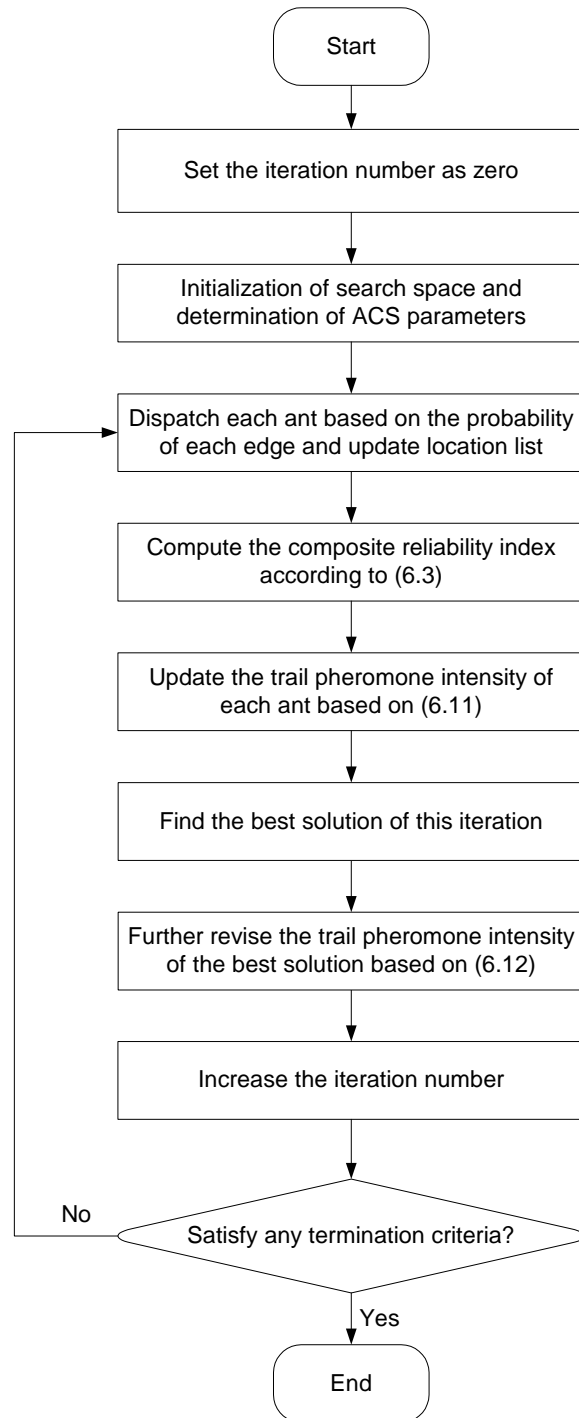 Start
Set the iteration number as zero
Initialization of search space and
determination of ACS parameters
Dispatch each ant based on the probability
of each edge and update location list
Compute the composite reliability index
according to (6.3)
Update the trail pheromone intensity of
each ant based on (6.11)
Find the best solution of this iteration
Further revise the trail pheromone intensity
of the best solution based on (6.12)
Increase the iteration number
No
Satisfy any termination criteria?
Yes
End